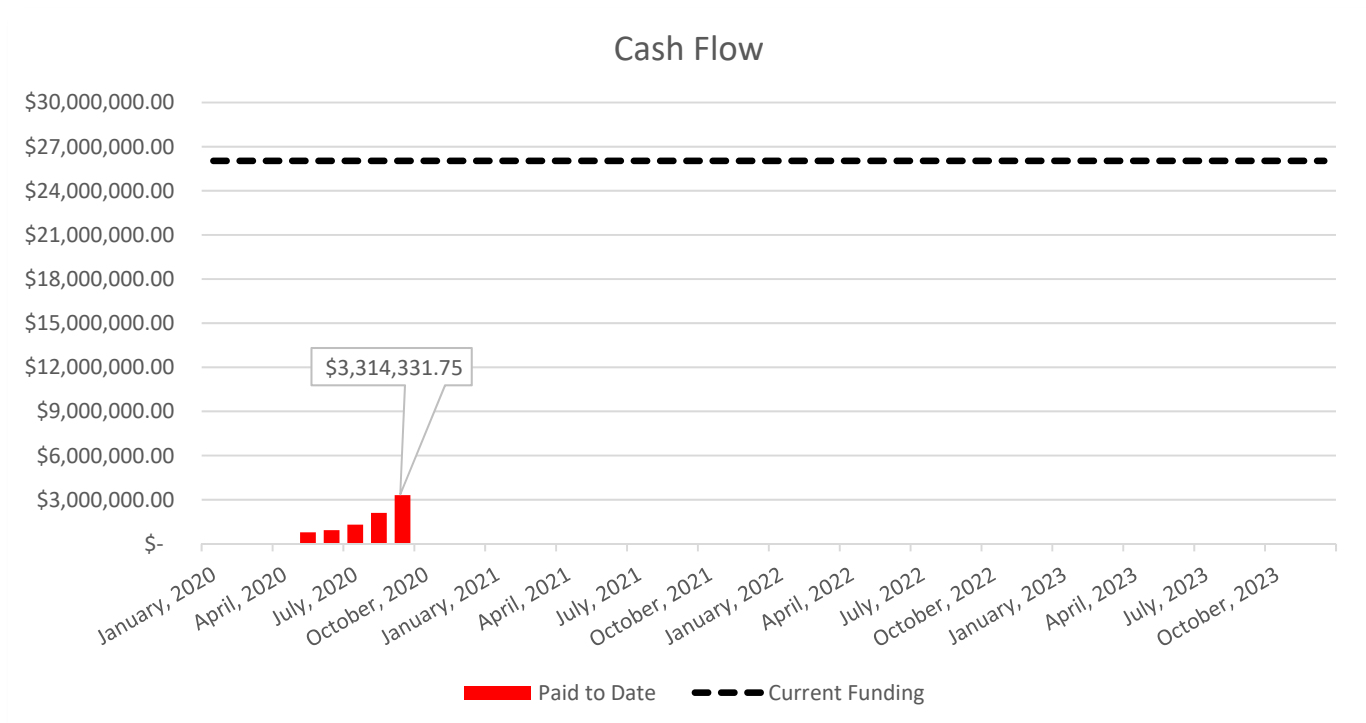 Cash Flow
$30,000,000.00
$27,000,000.00
$24,000,000.00
$21,000,000.00
$18,000,000.00
$15,000,000.00
$12,000,000.00
$9,000,000.00
$6,000,000.00
$3,000,000.00
$-
$3,314,331.75
January, 2020
April, 2020
July, 2020
October, 2020
January, 2021
April, 2021
July, 2021
October, 2021
January, 2022
April, 2022
July, 2022
October, 2022
January, 2023
April, 2023
July, 2023
October, 2023
Paid to Date
Current Funding